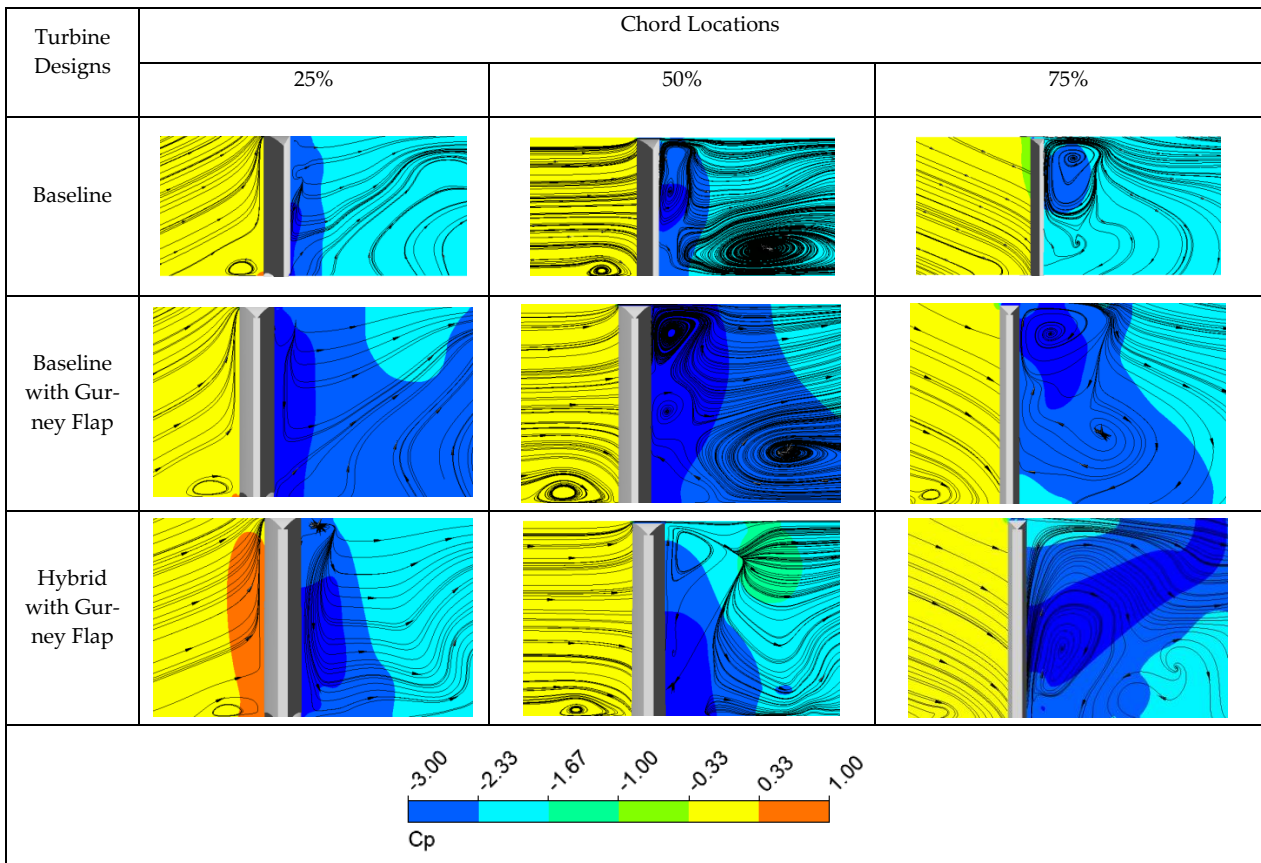 Turbine
Designs
Chord Locations
25%
50%
75%
Baseline
Baseline
with Gur-
ney Flap
Hybrid
with Gur-
ney Flap
-3.00
-2.33
-1.67
-1.00
-0.33
0.33
1.00
Cp